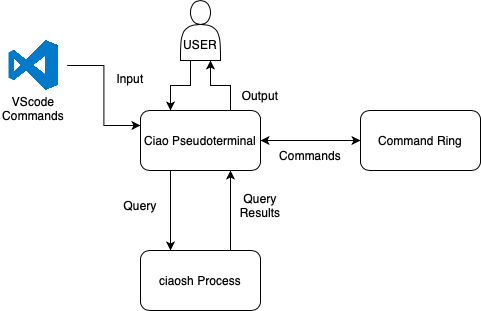 USER
Input
Output
VScode
Commands
Ciao Pseudoterminal
Command Ring
Commands
Query
Query
Results
ciaosh Process